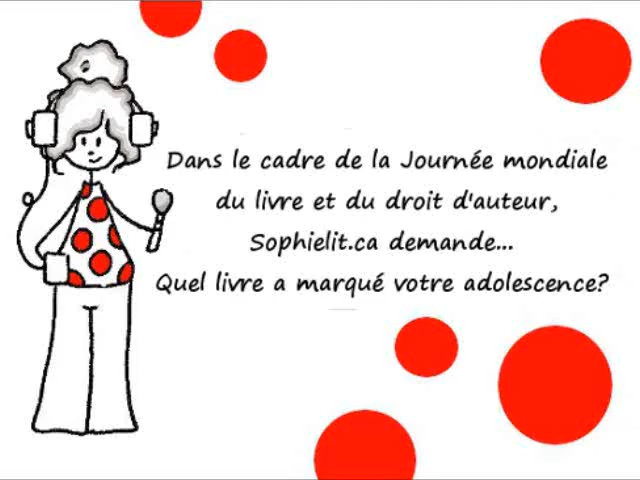 Dans le cadre de la Journée mondiale
du livre et du droit d'auteur,
Sophielit.ca demande...
Quel livre a marqué votre adolescence?